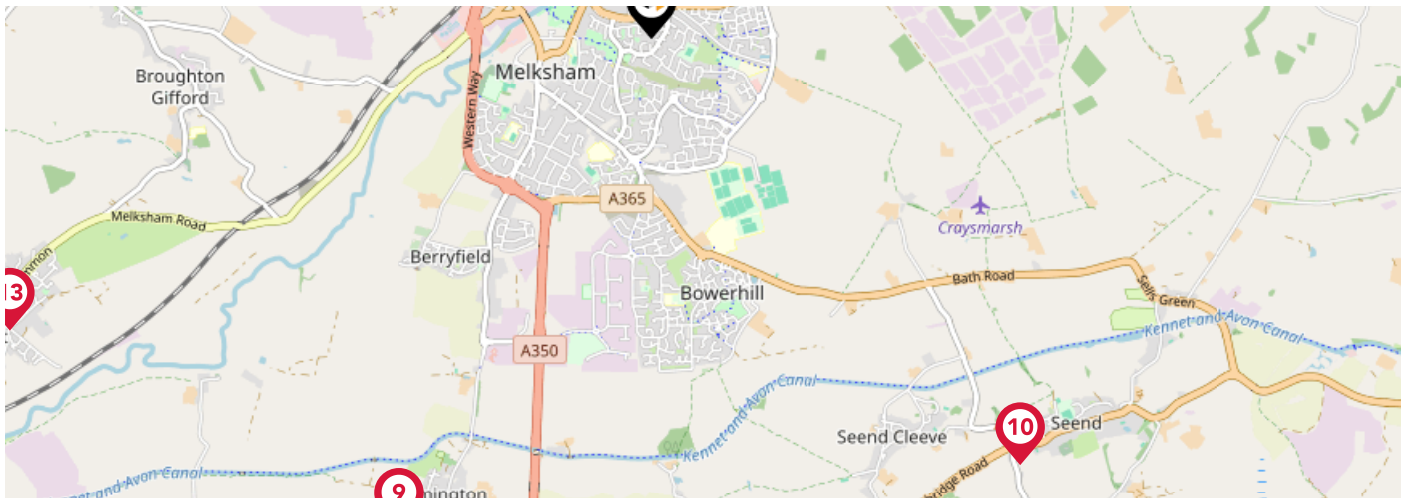 Melksham
Broughton
Gifford
Western Way
A365
Melksham Road
Craysmarsh
Berryfield
Bath Road
Bowerhill
Sells Green
13
Kennet and Avon Canal
A350
Kennet and Avon Canal
10
Seend
Seend Cleeve
and Avon Canal
9